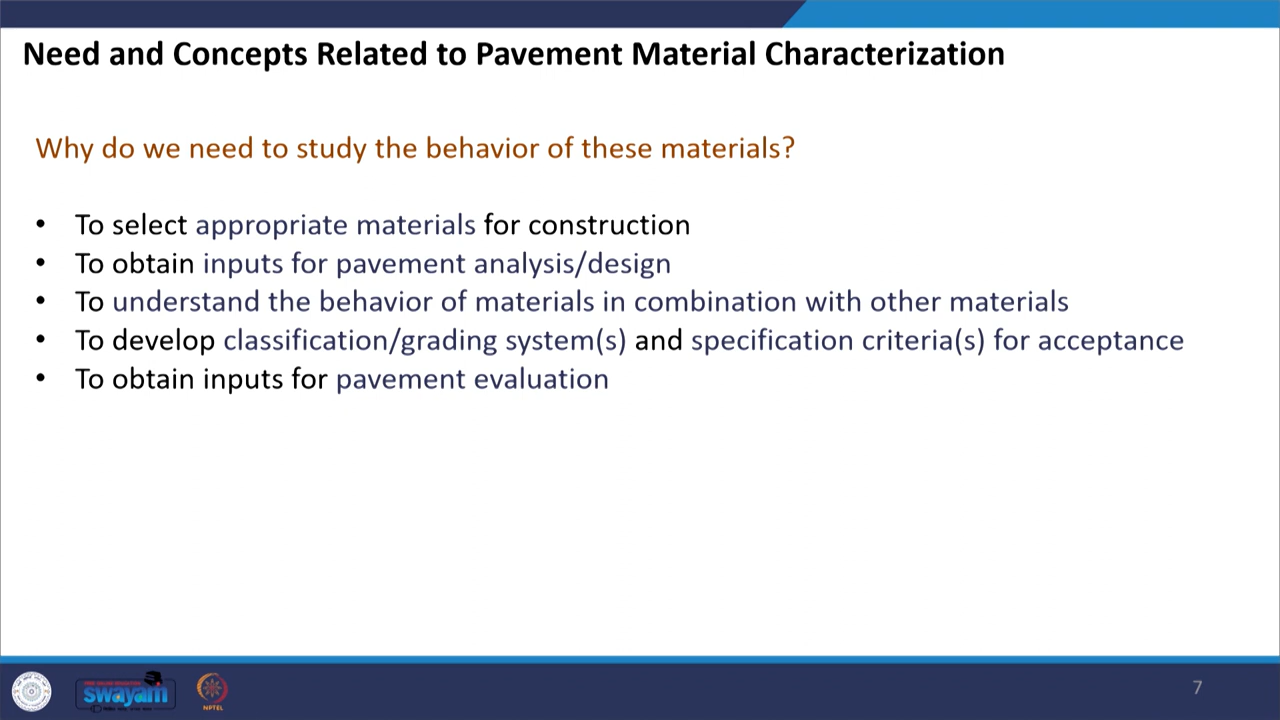 Need and Concepts Related to Pavement Material Characterization
Why do we need to study the behavior of these materials?
• To select appropriate materials for construction
• To obtain inputs for pavement analysis/design
• To understand the behavior of materials in combination with other materials
• To develop classification/grading system(s) and specification criteria(s) for acceptance
• To obtain inputs for pavement evaluation
swayam
NPTEL
7